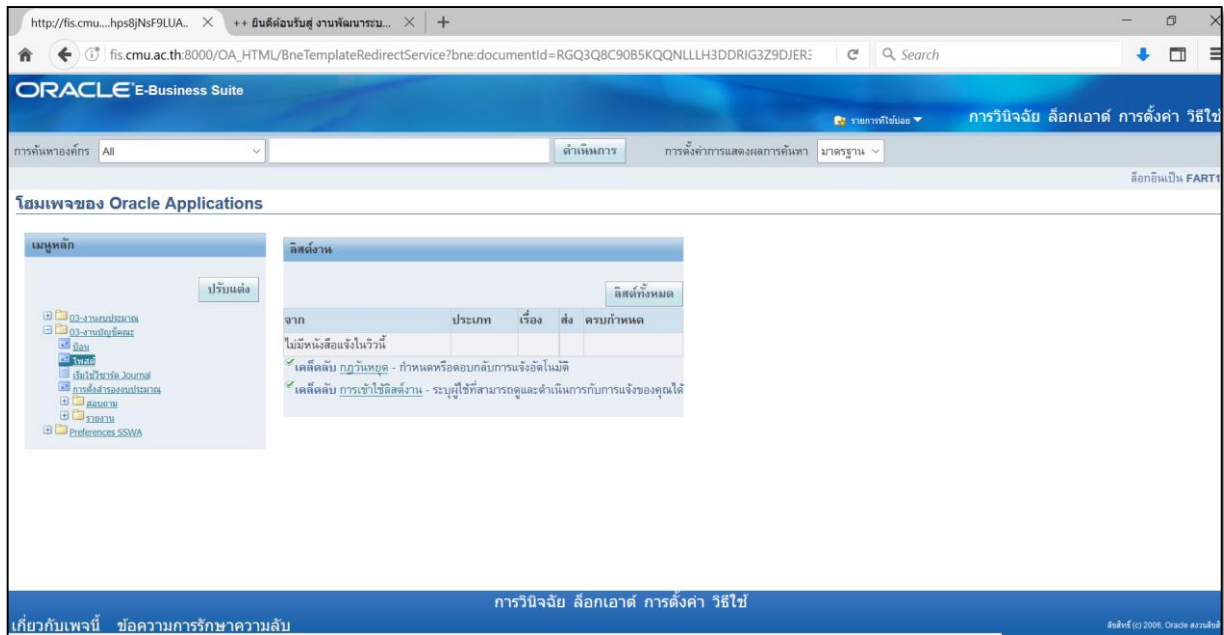 http://fis.cmu....hps8jNsF9LUA..
++ ยินดีต้อนรับสู่ งานพัฒนาระบ...
fis.cmu.ac.th:8000/OA_HTML/BneTemplateRedirectService?bne:documentId=RGQ3Q8C90B5KQQNLLLH3DDRIG3Z9DJER3
Search
ORACLE E-Business Suite
รายการที่ใช้บ่อย
การวินิจฉัย ล็อกเอาต์ การตั้งค่า วิธีใช้
การค้นหาองค์กร All
ดำเนินการ
การตั้งค่าการแสดงผลการค้นหา มาตรฐาน
ล็อกอินเป็น FART1
โฮมเพจของ Oracle Applications
เมนูหลัก
ปรับแต่ง
03-งานงบประมาณ
03-งานบัญชีคณะ
ป้อน
โพสต์
เริ่มใช้วิซาร์ด Journal
การตั้งสำรองงบประมาณ
สอบถาม
รายงาน
Preferences SSWA
ลิสต์งาน
ลิสต์ทั้งหมด
จาก ประเภท เรื่อง ส่ง ครบกำหนด
ไม่มีหนังสือแจ้งในวิวนี้
เคล็ดลับ กฎวันหยุด - กำหนดหรือตอบกลับการแจ้งอัตโนมัติ
เคล็ดลับ การเข้าใช้ลิสต์งาน - ระบุผู้ใช้ที่สามารถดูและดำเนินการกับการแจ้งของคุณได้
การวินิจฉัย ล็อกเอาต์ การตั้งค่า วิธีใช้
เกี่ยวกับเพจนี้ ข้อความการรักษาความลับ
ลิขสิทธิ์ (c) 2006, Oracle สงวนลิขสิ